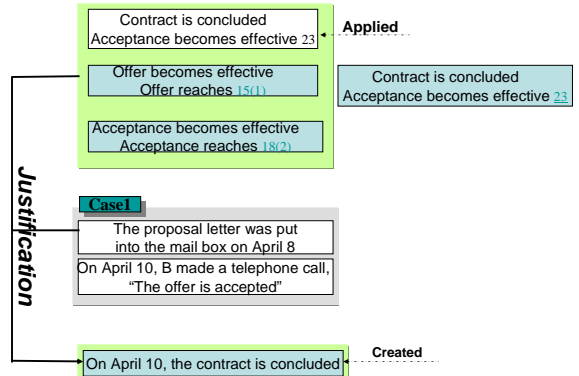 Contract is concluded
Acceptance becomes effective 23
Applied
Offer becomes effective
Offer reaches 15(1)
Contract is concluded
Acceptance becomes effective 23
Acceptance becomes effective
Acceptance reaches 18(2)
Justification
Case1
The proposal letter was put
into the mail box on April 8
On April 10, B made a telephone call,
“The offer is accepted”
Created
On April 10, the contract is concluded